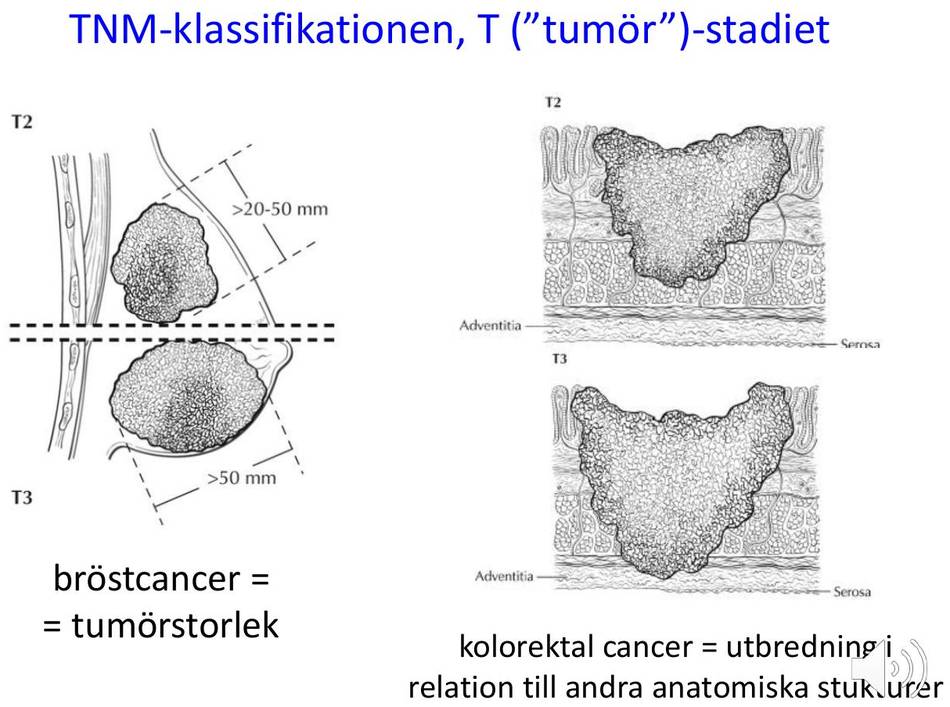 TNM-klassifikationen, T (”tumör”)-stadiet
T2
>20-50 mm
>50 mm
T3
bröstcancer =
= tumörstorlek
T2
Adventitia
Serosa
T3
Adventitia
Serosa
kolorektal cancer = utbredning i
relation till andra anatomiska stukturer